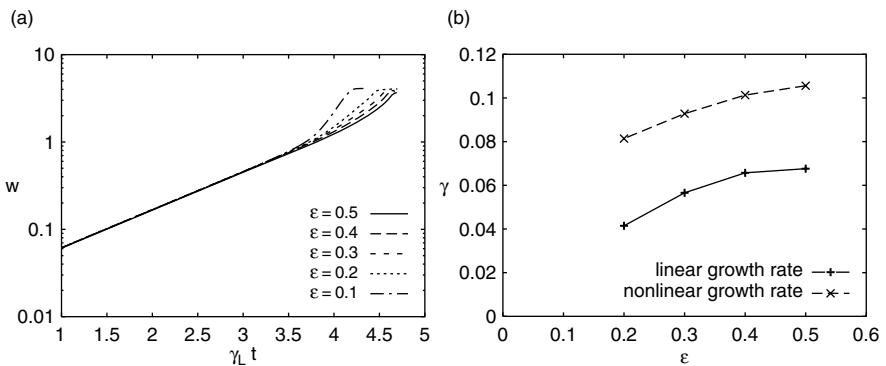 (a)
10
1
0.1
0.01
w
1 1.5 2 2.5 3 3.5 4 4.5 5
γL t
ε = 0.5
ε = 0.4
ε = 0.3
ε = 0.2
ε = 0.1
(b)
0.12
0.1
0.08
0.06
0.04
0.02
0
γ
0 0.1 0.2 0.3 0.4 0.5 0.6
ε
linear growth rate
nonlinear growth rate